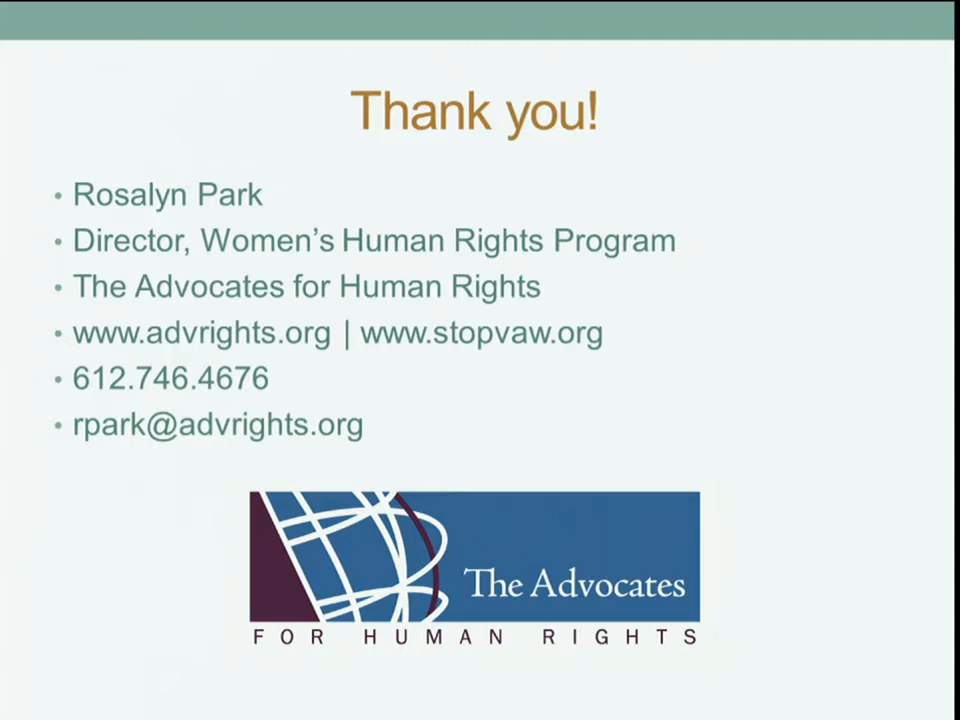 Thank you!
• Rosalyn Park
• Director, Women’s Human Rights Program
• The Advocates for Human Rights
• www.advrights.org | www.stopvaw.org
• 612.746.4676
• rpark@advrights.org
The Advocates
FOR HUMAN RIGHTS